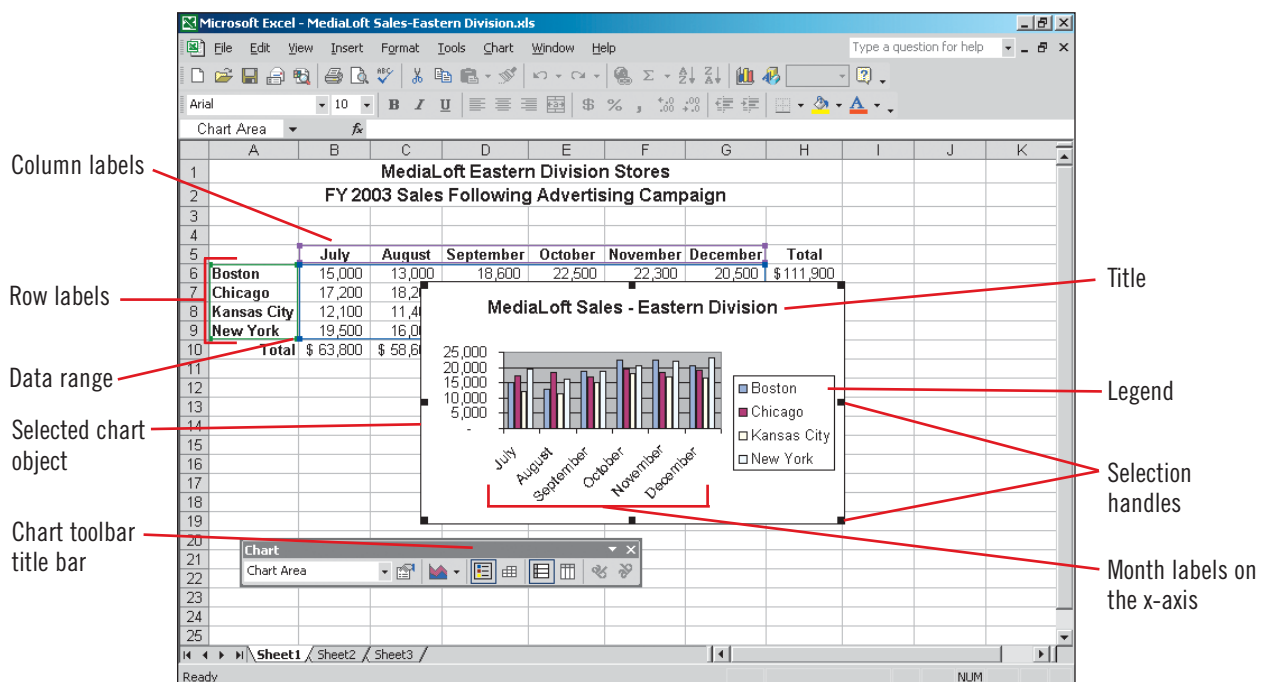 Microsoft Excel - MediaLoft Sales-Eastern Division.xls
File Edit View Insert Format Tools Chart Window Help Type a question for help
Arial 10 B I U $ % ,
Chart Area fx
A B C D E F G H I J K
1 MediaLoft Eastern Division Stores
2 FY 2003 Sales Following Advertising Campaign
3
4
5 July August September October November December Total
6 Boston 15,000 13,000 18,600 22,500 22,300 20,500 $111,900
7 Chicago 17,200 18,2
8 Kansas City 12,100 11,4
9 New York 19,500 16,0
10 Total $ 63,800 $ 58,6
11
12
13
14
15
16
17
18
19
20
21
22
23
24
25
MediaLoft Sales - Eastern Division
25,000
20,000
15,000
10,000
5,000
-
July August September October November December
Boston
Chicago
Kansas City
New York
Chart
Chart Area
Sheet1 Sheet2 Sheet3
Ready NUM
Column labels
Row labels
Data range
Selected chart
object
Chart toolbar
title bar
Title
Legend
Selection
handles
Month labels on
the x-axis